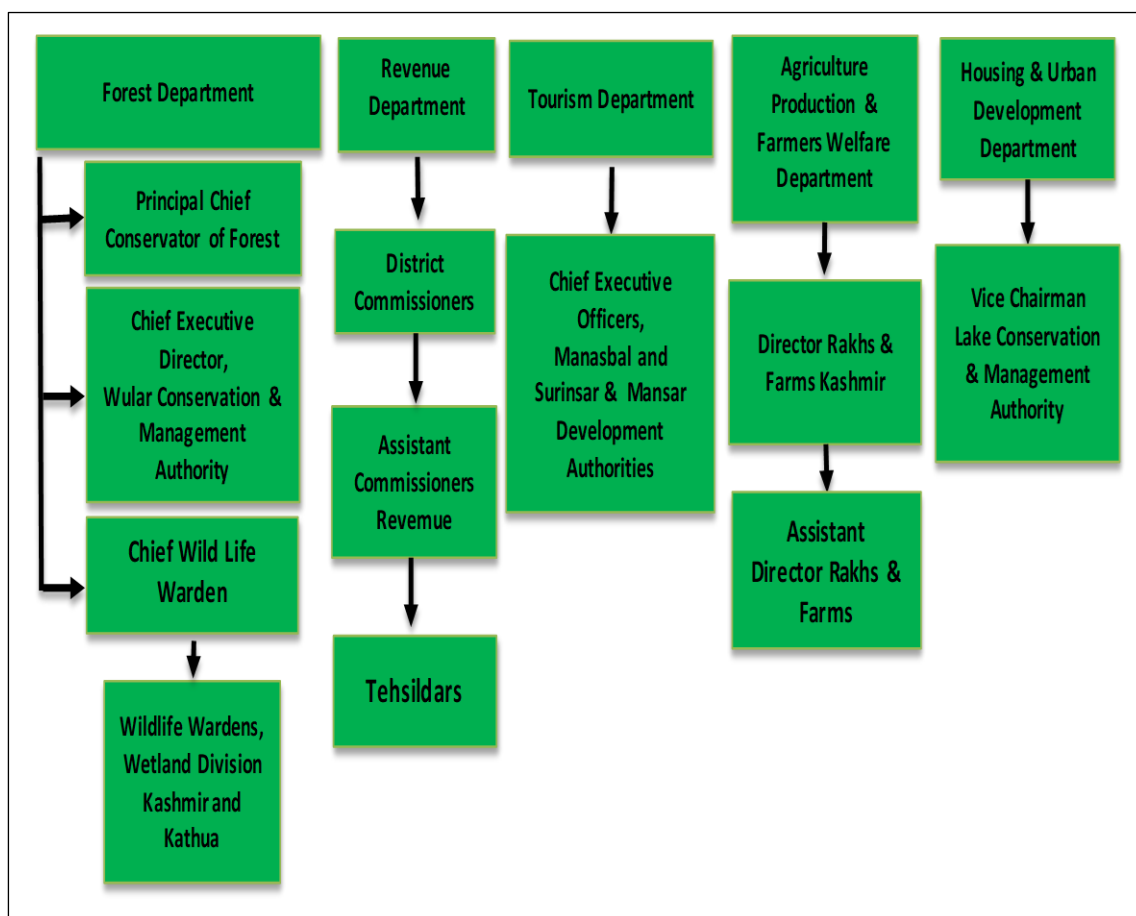 Forest Department
Principal Chief
Conservator of Forest
Chief Executive
Director,
Wular Conservation &
Management
Authority
Chief Wild Life
Warden
Wildlife Wardens,
Wetland Division
Kashmir and
Kathua
Revenue
Department
District
Commissioners
Assistant
Commissioners
Revemue
Tehsildars
Tourism Department
Chief Executive
Officers,
Manasbal and
Surinsar & Mansar
Development
Authorities
Agriculture
Production &
Farmers Welfare
Department
Director Rakhs &
Farms Kashmir
Assistant
Director Rakhs &
Farms
Housing & Urban
Development
Department
Vice Chairman
Lake Conservation
& Management
Authority